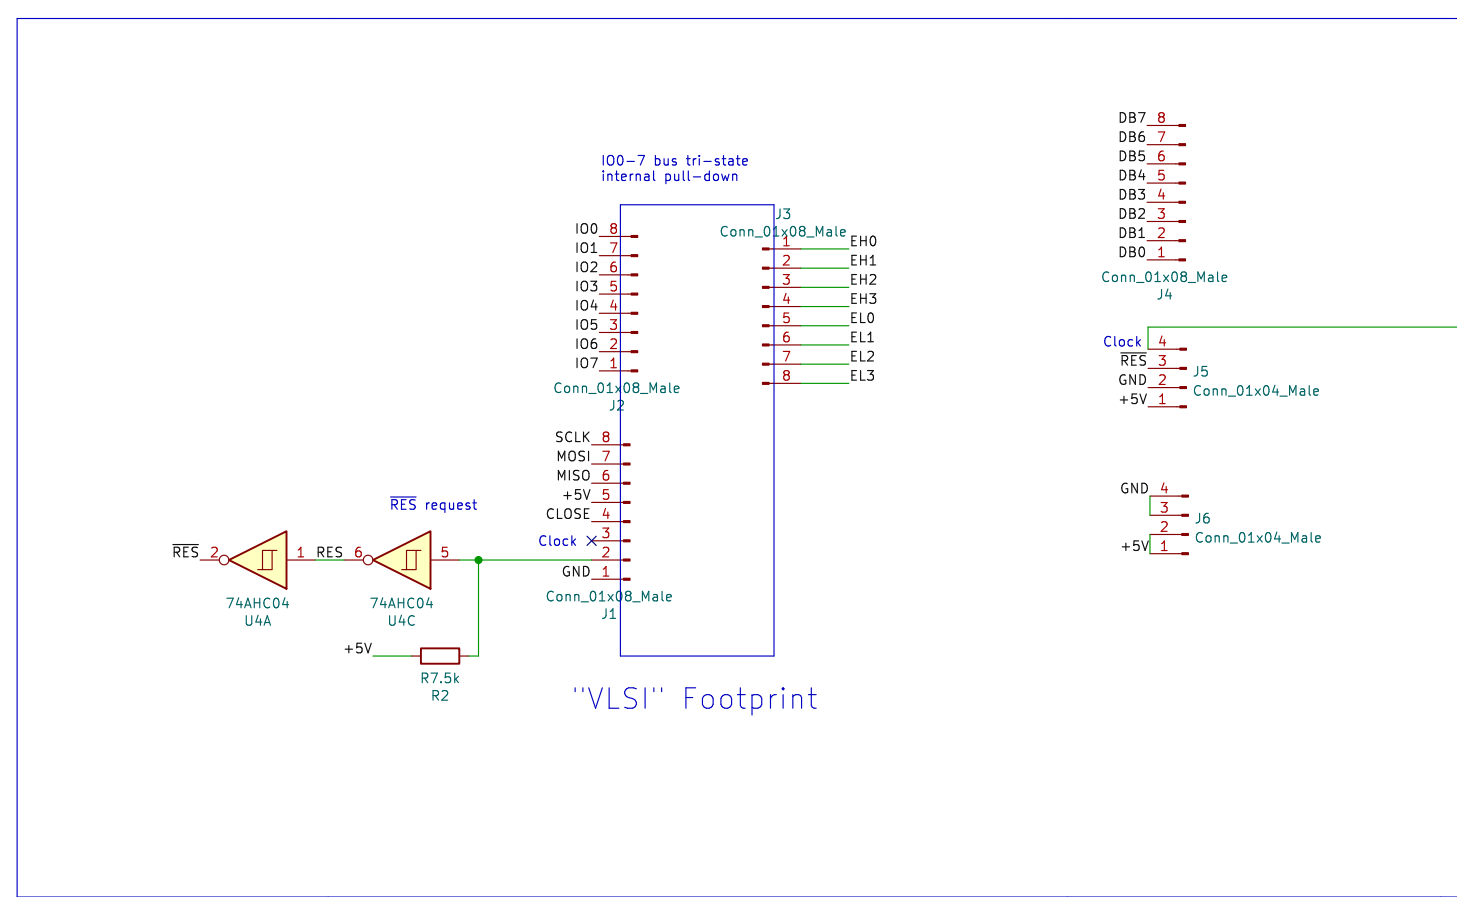 IO0-7 bus tri-state
internal pull-down
IO0 8
IO1 7
IO2 6
IO3 5
IO4 4
IO5 3
IO6 2
IO7 1
Conn_01x08_Male
J2
J3
Conn_01x08_Male
1 EH0
2 EH1
3 EH2
4 EH3
5 EL0
6 EL1
7 EL2
8 EL3
SCLK 8
MOSI 7
MISO 6
+5V 5
CLOSE 4
Clock 3
2
GND 1
Conn_01x08_Male
J1
RES request
RES 2 1 RES 6 5
74AHC04
U4A
74AHC04
U4C
+5V
R7.5k
R2
"VLSI" Footprint
DB7 8
DB6 7
DB5 6
DB4 5
DB3 4
DB2 3
DB1 2
DB0 1
Conn_01x08_Male
J4
Clock 4
RES 3
GND 2
+5V 1
J5
Conn_01x04_Male
GND 4
3
2
+5V 1
J6
Conn_01x04_Male